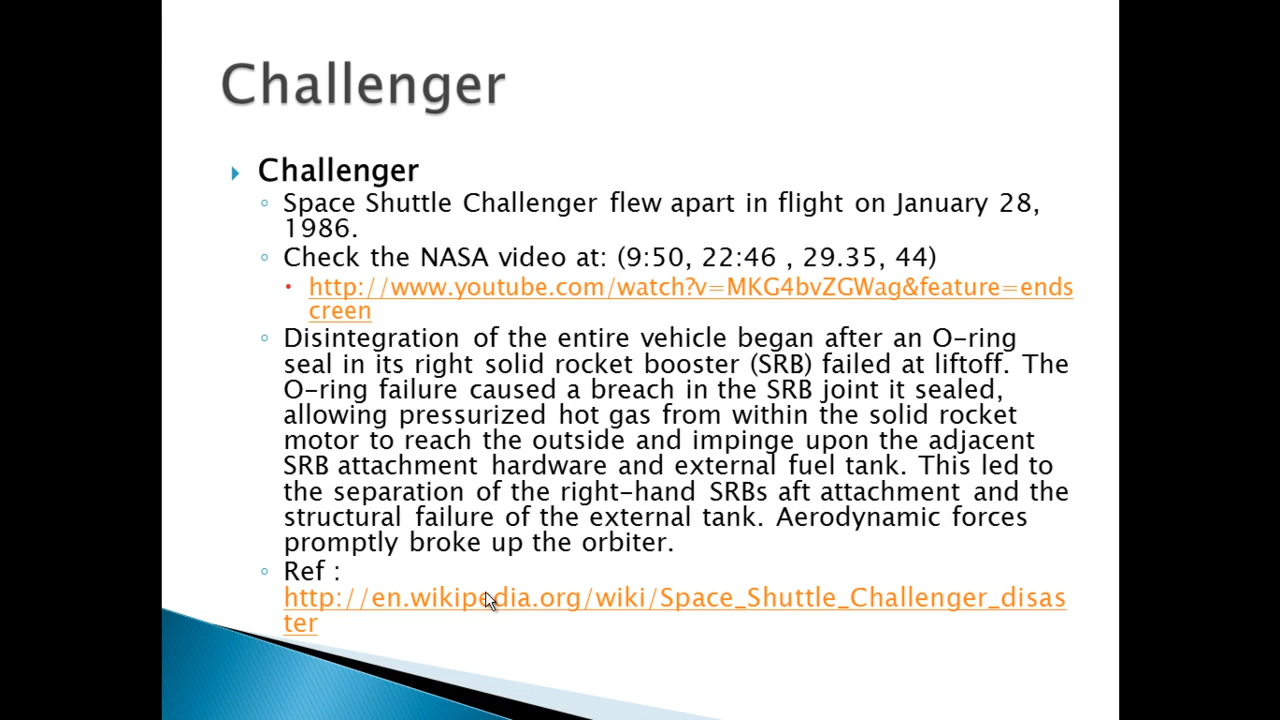 Challenger
Challenger
Space Shuttle Challenger flew apart in flight on January 28,
1986.
Check the NASA video at: (9:50, 22:46 , 29.35, 44)
http://www.youtube.com/watch?v=MKG4bvZGWag&feature=ends
creen
Disintegration of the entire vehicle began after an O-ring
seal in its right solid rocket booster (SRB) failed at liftoff. The
O-ring failure caused a breach in the SRB joint it sealed,
allowing pressurized hot gas from within the solid rocket
motor to reach the outside and impinge upon the adjacent
SRB attachment hardware and external fuel tank. This led to
the separation of the right-hand SRBs aft attachment and the
structural failure of the external tank. Aerodynamic forces
promptly broke up the orbiter.
Ref :
http://en.wikipedia.org/wiki/Space_Shuttle_Challenger_disas
ter